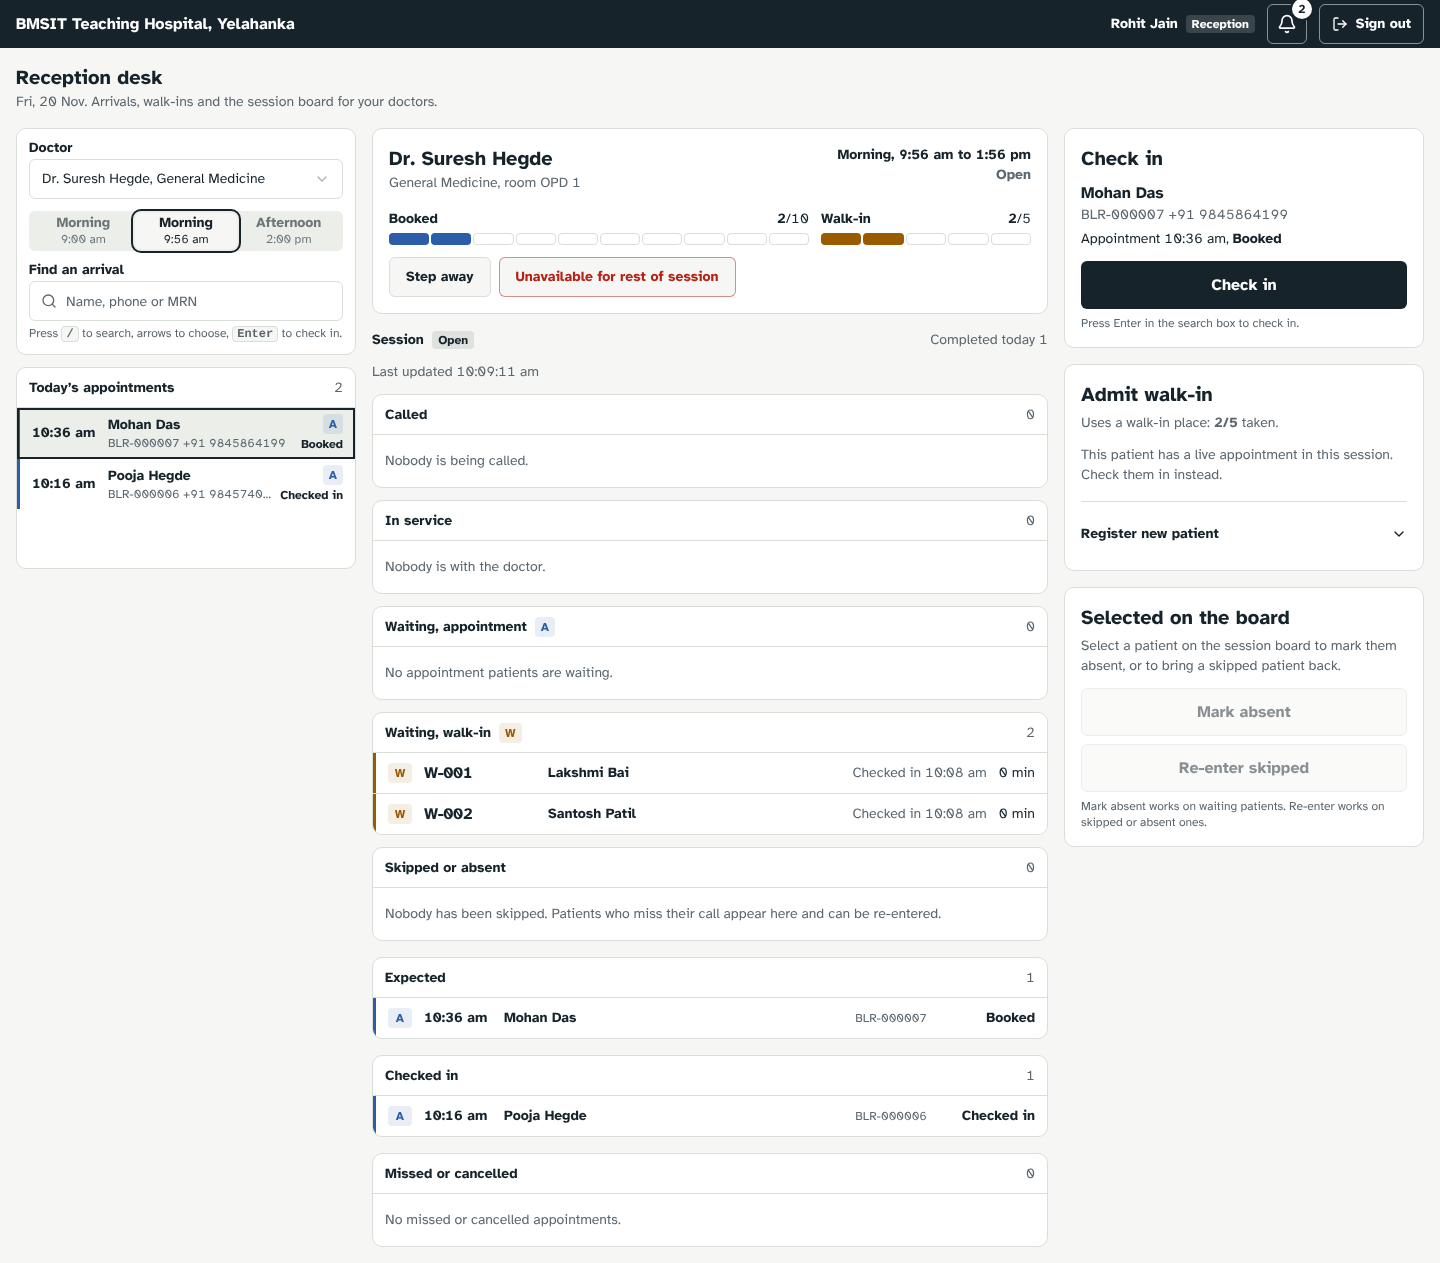 BMSIT Teaching Hospital, Yelahanka
Rohit Jain Reception 2 Sign out
Reception desk
Fri, 20 Nov. Arrivals, walk-ins and the session board for your doctors.
Doctor
Dr. Suresh Hegde, General Medicine
Morning 9:00 am
Morning 9:56 am
Afternoon 2:00 pm
Find an arrival
Name, phone or MRN
Press / to search, arrows to choose, Enter to check in.
Today's appointments 2
10:36 am Mohan Das A
BLR-000007 +91 9845864199 Booked
10:16 am Pooja Hegde A
BLR-000006 +91 9845740... Checked in
Dr. Suresh Hegde
General Medicine, room OPD 1
Morning, 9:56 am to 1:56 pm
Open
Booked 2/10
Walk-in 2/5
Step away
Unavailable for rest of session
Session Open Completed today 1
Last updated 10:09:11 am
Called 0
Nobody is being called.
In service 0
Nobody is with the doctor.
Waiting, appointment A 0
No appointment patients are waiting.
Waiting, walk-in W 2
W W-001 Lakshmi Bai Checked in 10:08 am 0 min
W W-002 Santosh Patil Checked in 10:08 am 0 min
Skipped or absent 0
Nobody has been skipped. Patients who miss their call appear here and can be re-entered.
Expected 1
A 10:36 am Mohan Das BLR-000007 Booked
Checked in 1
A 10:16 am Pooja Hegde BLR-000006 Checked in
Missed or cancelled 0
No missed or cancelled appointments.
Check in
Mohan Das
BLR-000007 +91 9845864199
Appointment 10:36 am, Booked
Check in
Press Enter in the search box to check in.
Admit walk-in
Uses a walk-in place: 2/5 taken.
This patient has a live appointment in this session.
Check them in instead.
Register new patient
Selected on the board
Select a patient on the session board to mark them
absent, or to bring a skipped patient back.
Mark absent
Re-enter skipped
Mark absent works on waiting patients. Re-enter works on
skipped or absent ones.